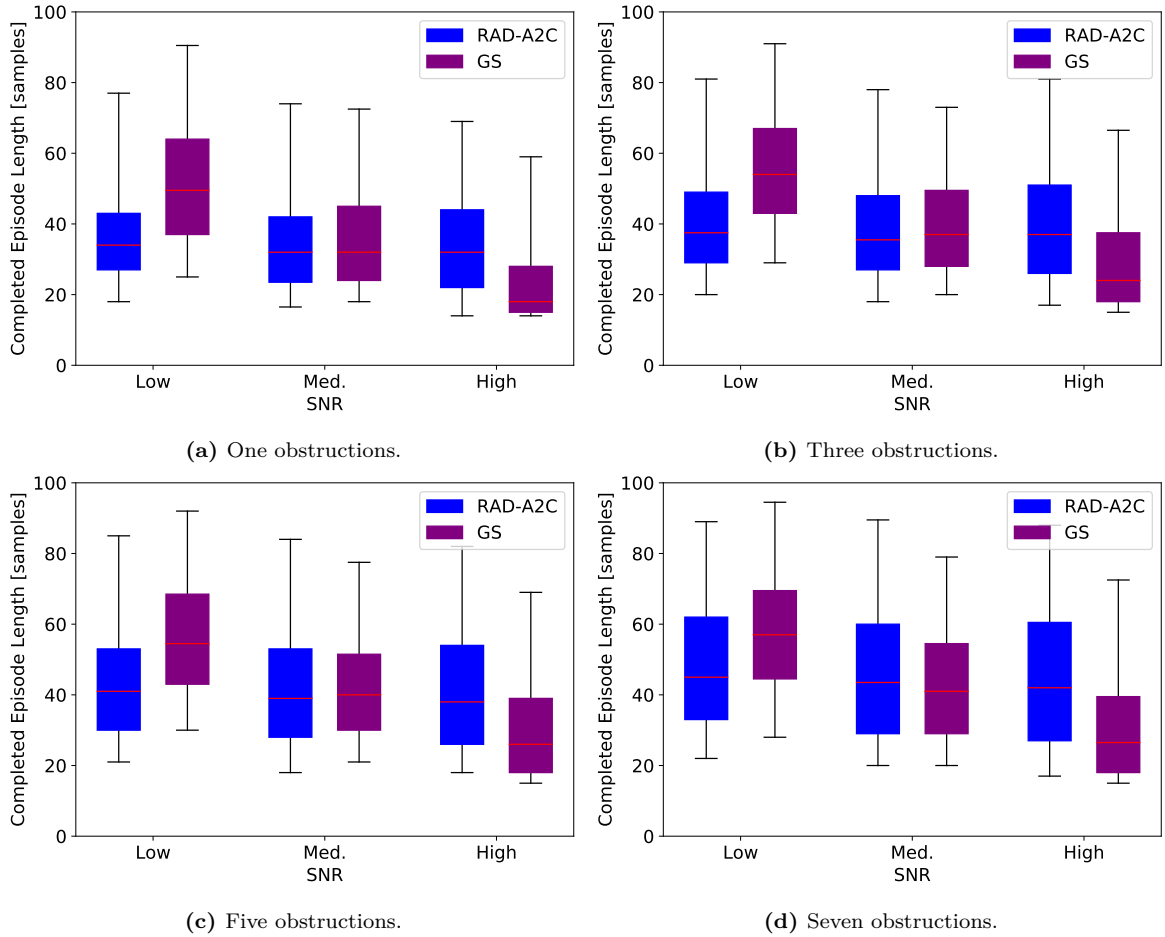 100
80
60
40
20
0
Completed Episode Length [samples]
RAD-A2C
GS
Low
Med.
High
SNR
(a) One obstructions.
100
80
60
40
20
0
Completed Episode Length [samples]
RAD-A2C
GS
Low
Med.
High
SNR
(b) Three obstructions.
100
80
60
40
20
0
Completed Episode Length [samples]
RAD-A2C
GS
Low
Med.
High
SNR
(c) Five obstructions.
100
80
60
40
20
0
Completed Episode Length [samples]
RAD-A2C
GS
Low
Med.
High
SNR
(d) Seven obstructions.